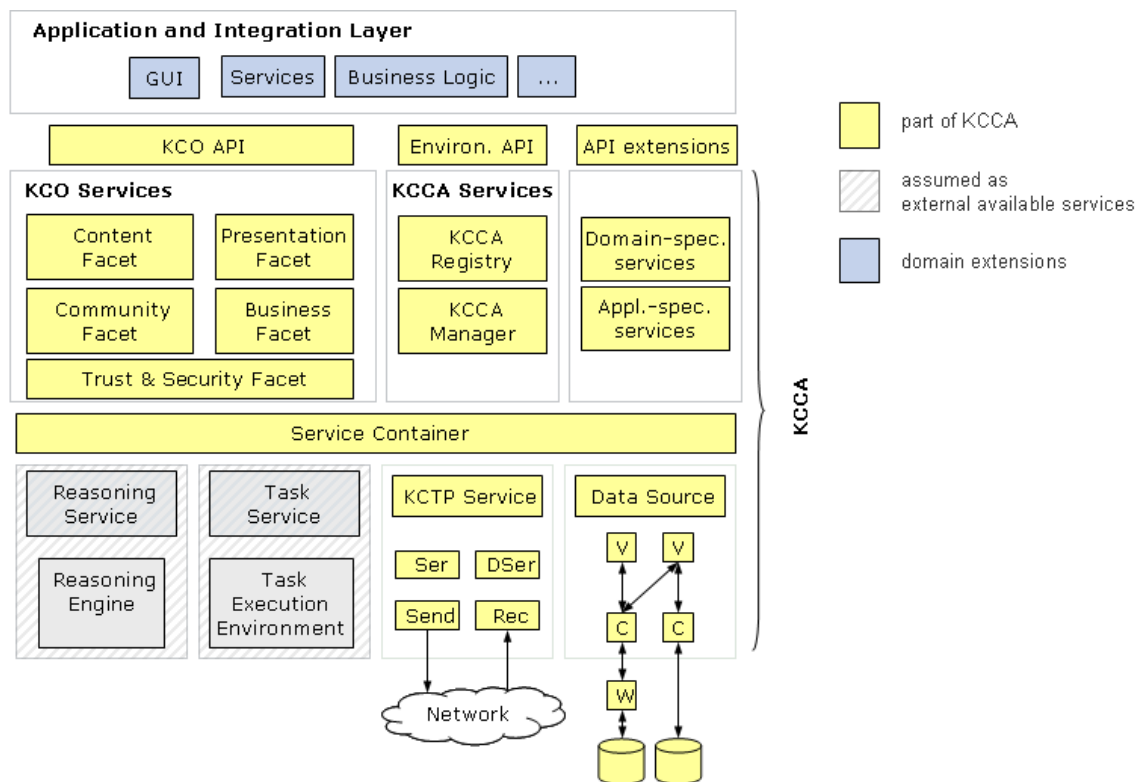 Application and Integration Layer
GUI
Services
Business Logic
...
KCO API
Environ. API
API extensions
KCO Services
Content
Facet
Presentation
Facet
Community
Facet
Business
Facet
Trust & Security Facet
KCCA Services
KCCA
Registry
KCCA
Manager
Domain-spec.
services
Appl.-spec.
services
Service Container
Reasoning
Service
Reasoning
Engine
Task
Service
Task
Execution
Environment
KCTP Service
Ser
DSer
Send
Rec
Network
Data Source
V
V
C
C
W
KCCA
part of KCCA
assumed as
external available services
domain extensions